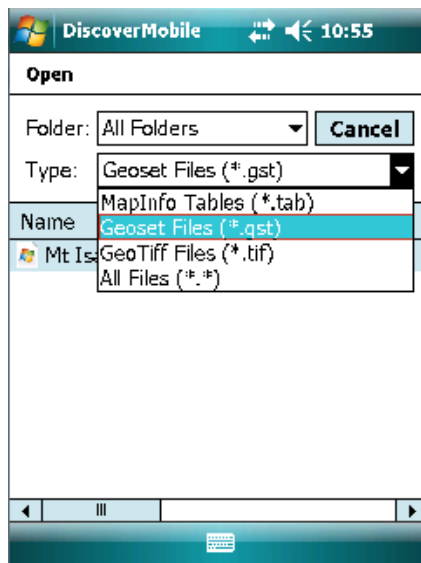 DiscoverMobile 10:55
Open
Folder: All Folders Cancel
Type: Geoset Files (*.gst)
MapInfo Tables (*.tab)
Name
Geoset Files (*.gst)
Mt
GeoTiff Files (*.tif)
All Files (*.*)